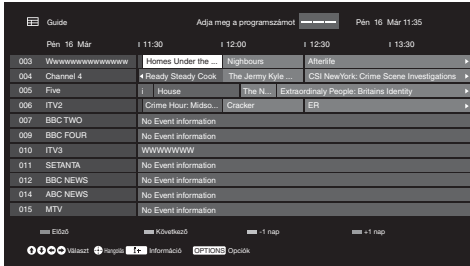 Guide Adja meg a programszámot Pén 16 Már 11:35
Pén 16 Már 11:30 12:00 12:30 13:30
003 Wwwwwwwwwwwwww Homes Under the ... Nighbours Afterlife
004 Channel 4 Ready Steady Cook The Jermy Kyle ... CSI NewYork: Crime Scene Investigations
005 Five i House The N... Extraordinaly People: Britains Identity
006 ITV2 Crime Hour: Midso... Cracker ER
007 BBC TWO No Event information
009 BBC FOUR No Event information
010 ITV3 WWWWWWW
011 SETANTA No Event information
012 BBC NEWS No Event information
014 ABC NEWS No Event information
015 MTV No Event information
Előző Következő -1 nap +1 nap
Választ Hangolás Információ OPTIONS Opciók